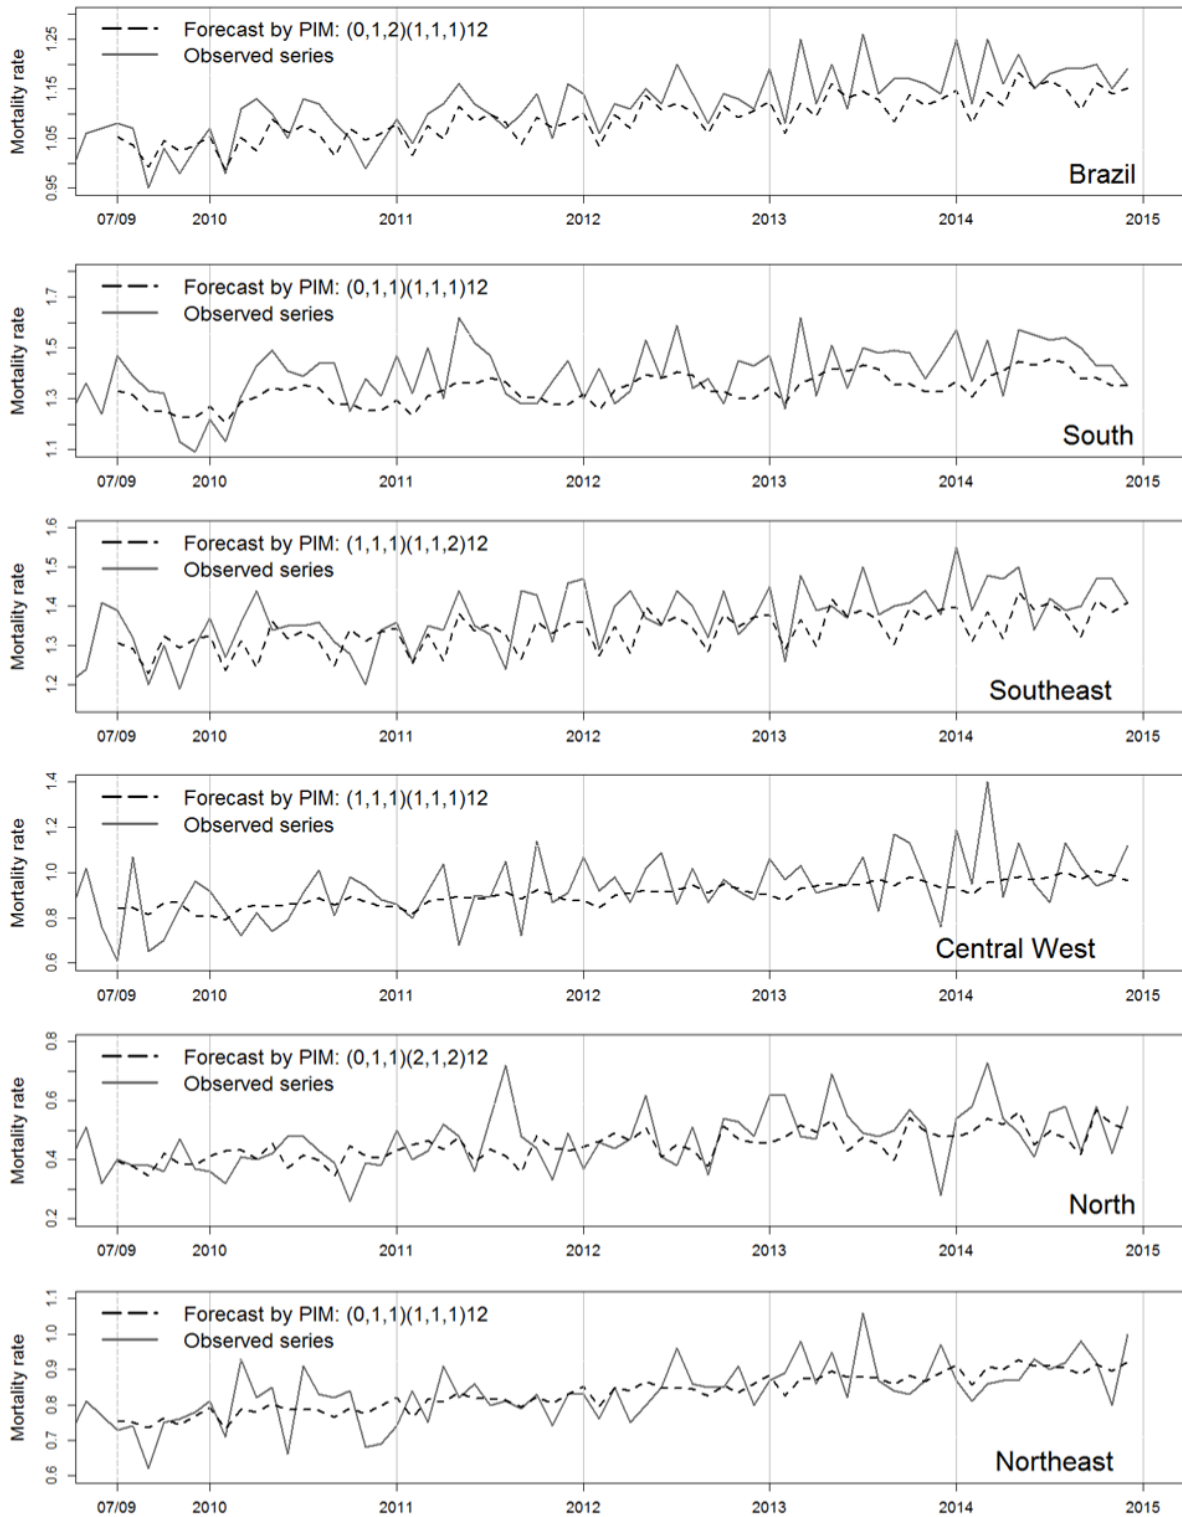 Mortality rate
1.25
1.15
1.05
0.95
Forecast by PIM: (0,1,2)(1,1,1)12
Observed series
Brazil
07/09 2010 2011 2012 2013 2014 2015
Mortality rate
1.7
1.5
1.3
1.1
Forecast by PIM: (0,1,1)(1,1,1)12
Observed series
South
07/09 2010 2011 2012 2013 2014 2015
Mortality rate
1.6
1.5
1.4
1.3
1.2
Forecast by PIM: (1,1,1)(1,1,2)12
Observed series
Southeast
07/09 2010 2011 2012 2013 2014 2015
Mortality rate
1.4
1.2
1.0
0.8
0.6
Forecast by PIM: (1,1,1)(1,1,1)12
Observed series
Central West
07/09 2010 2011 2012 2013 2014 2015
Mortality rate
0.8
0.6
0.4
0.2
Forecast by PIM: (0,1,1)(2,1,2)12
Observed series
North
07/09 2010 2011 2012 2013 2014 2015
Mortality rate
1.1
1.0
0.9
0.8
0.7
0.6
Forecast by PIM: (0,1,1)(1,1,1)12
Observed series
Northeast
07/09 2010 2011 2012 2013 2014 2015